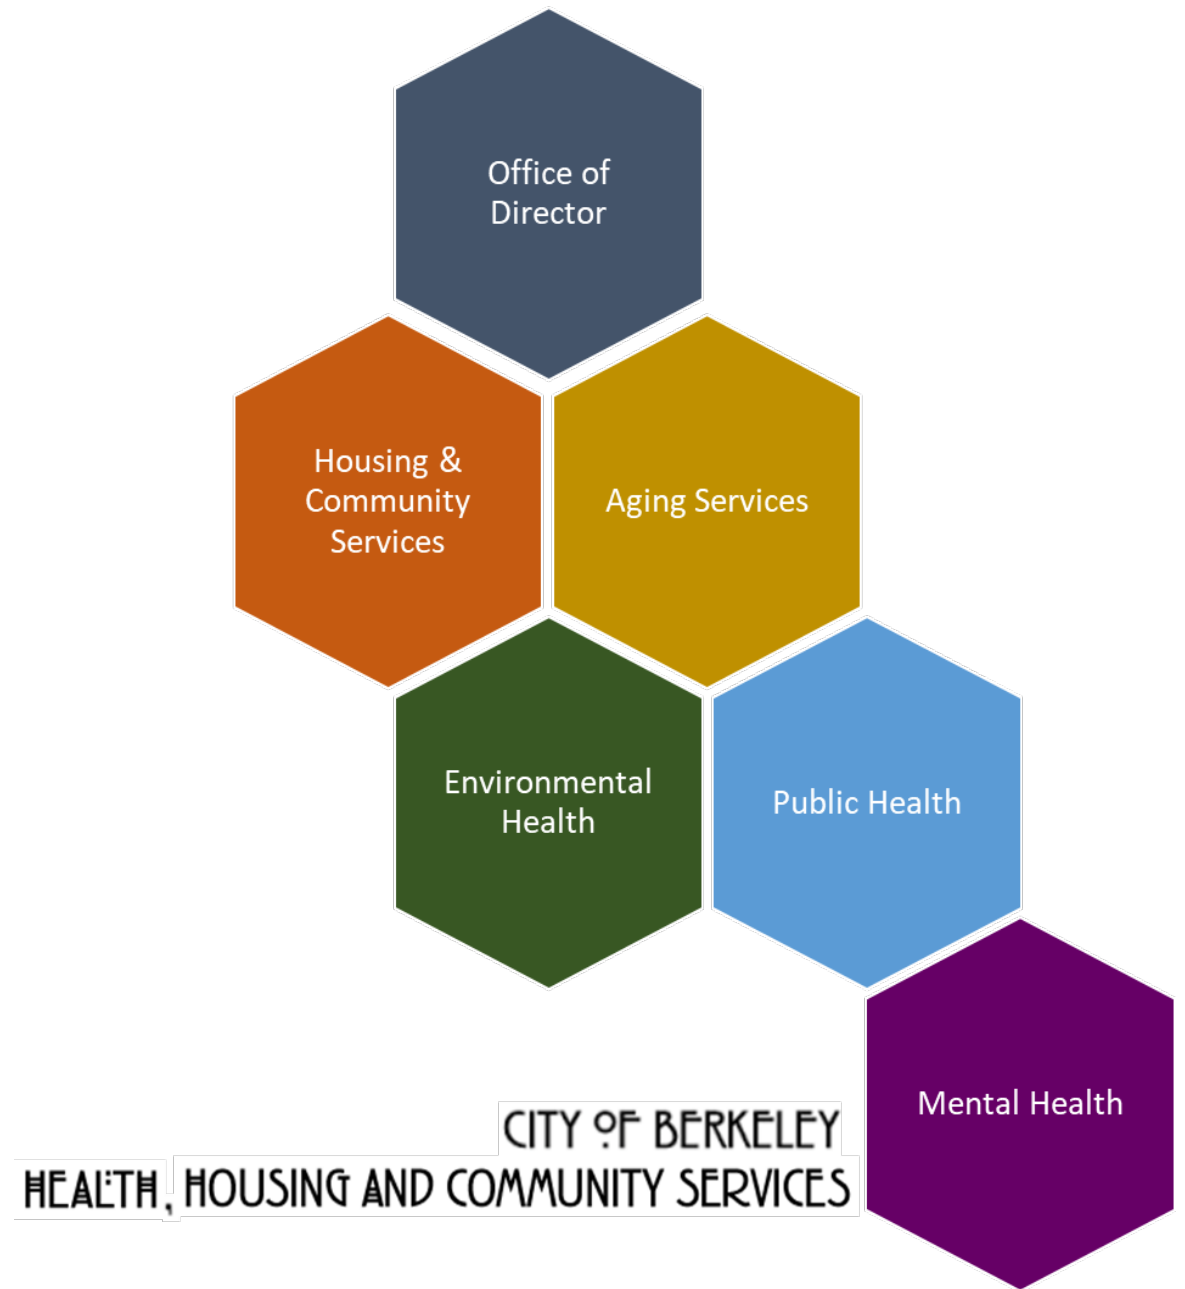 Office of
Director
Housing &
Community
Services
Aging Services
Environmental
Health
Public Health
Mental Health
CITY OF BERKELEY
HEALTH, HOUSING AND COMMUNITY SERVICES